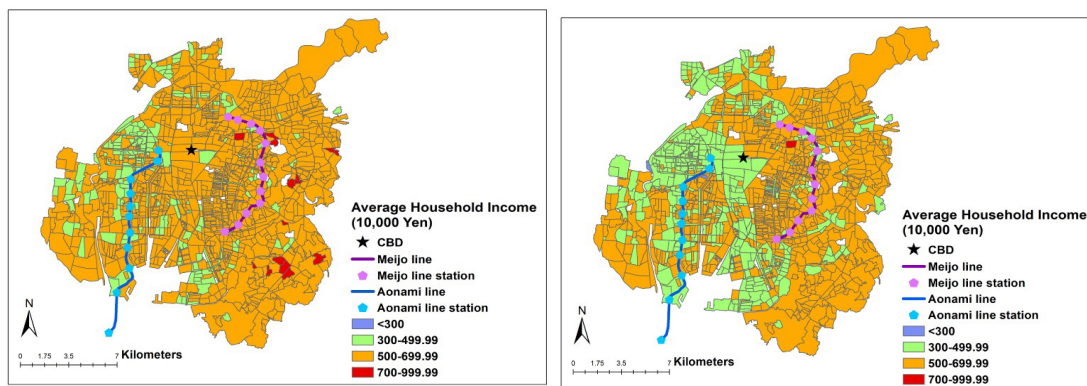 Average Household Income
(10,000 Yen)
CBD
Meijo line
Meijo line station
Aonami line
Aonami line station
<300
300-499.99
500-699.99
700-999.99
N
0 1.75 3.5 7 Kilometers
Average Household Income
(10,000 Yen)
CBD
Meijo line
Meijo line station
Aonami line
Aonami line station
<300
300-499.99
500-699.99
700-999.99
N
0 1.75 3.5 7 Kilometers